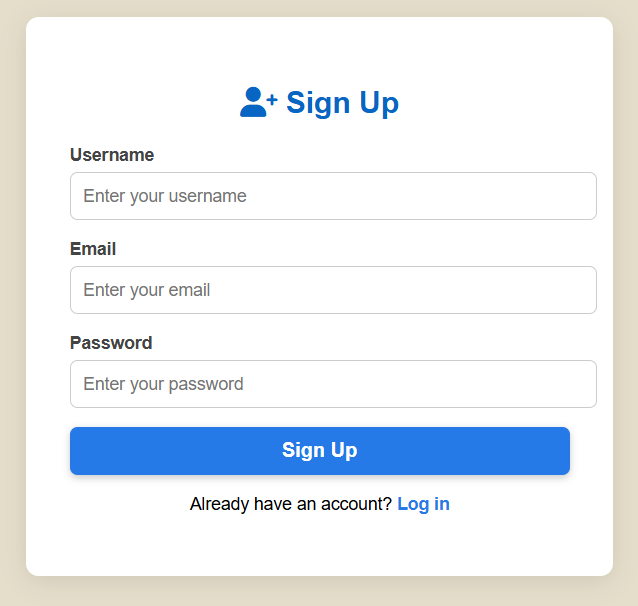 Sign Up
Username
Enter your username
Email
Enter your email
Password
Enter your password
Sign Up
Already have an account? Log in